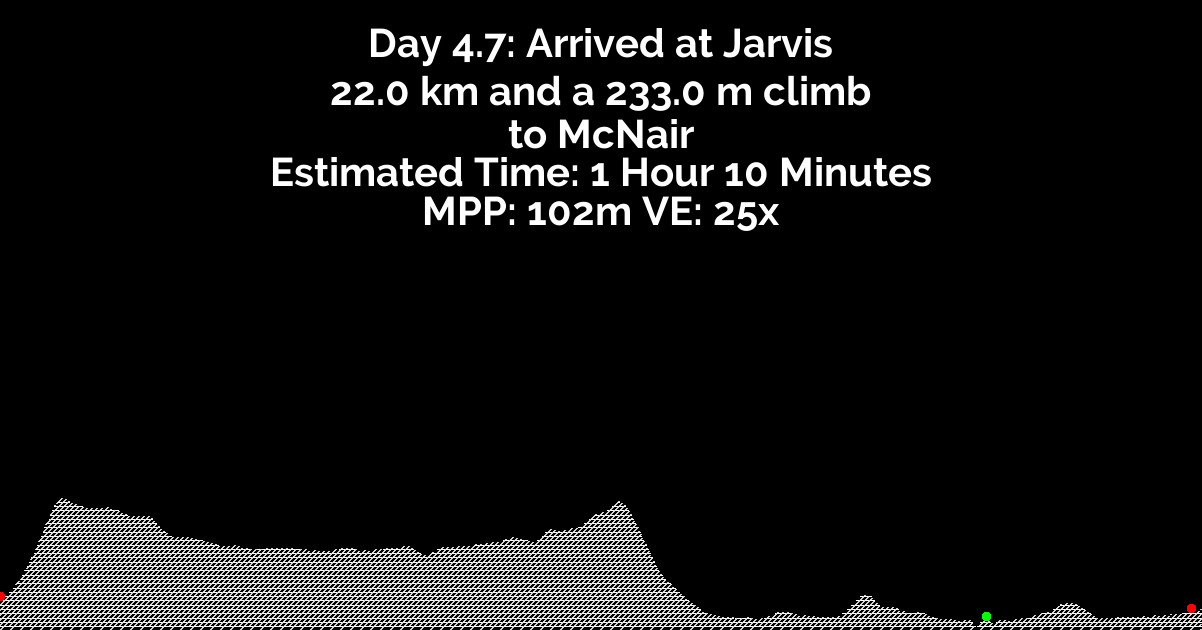 Day 4.7: Arrived at Jarvis
22.0 km and a 233.0 m climb
to McNair
Estimated Time: 1 Hour 10 Minutes
MPP: 102m VE: 25x